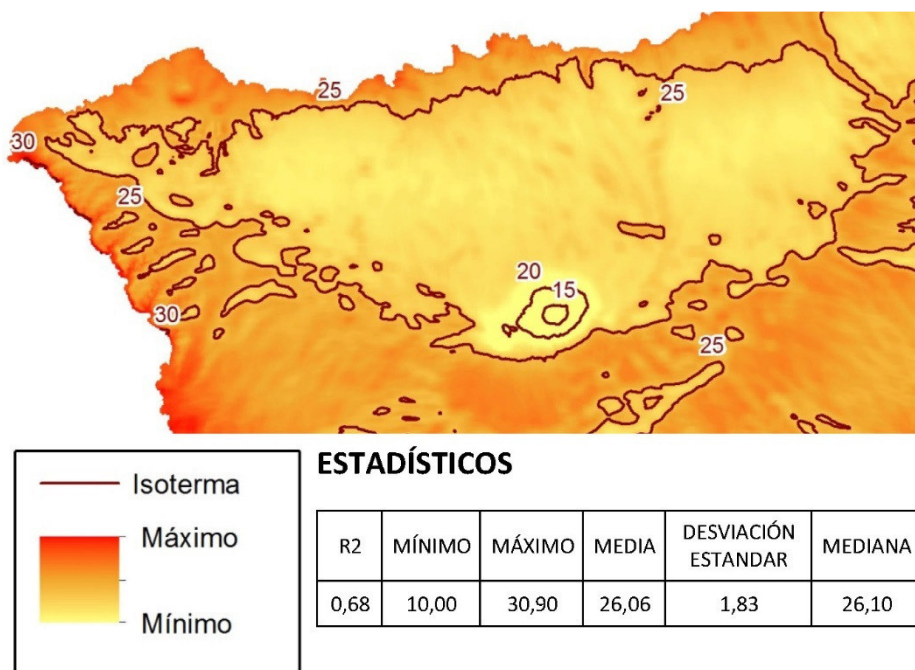 25
25
30
25
20
15
30
25
Isoterma
Máximo
Mínimo
ESTADÍSTICOS
R2 MÍNIMO MÁXIMO MEDIA DESVIACIÓN ESTANDAR MEDIANA
0,68 10,00 30,90 26,06 1,83 26,10